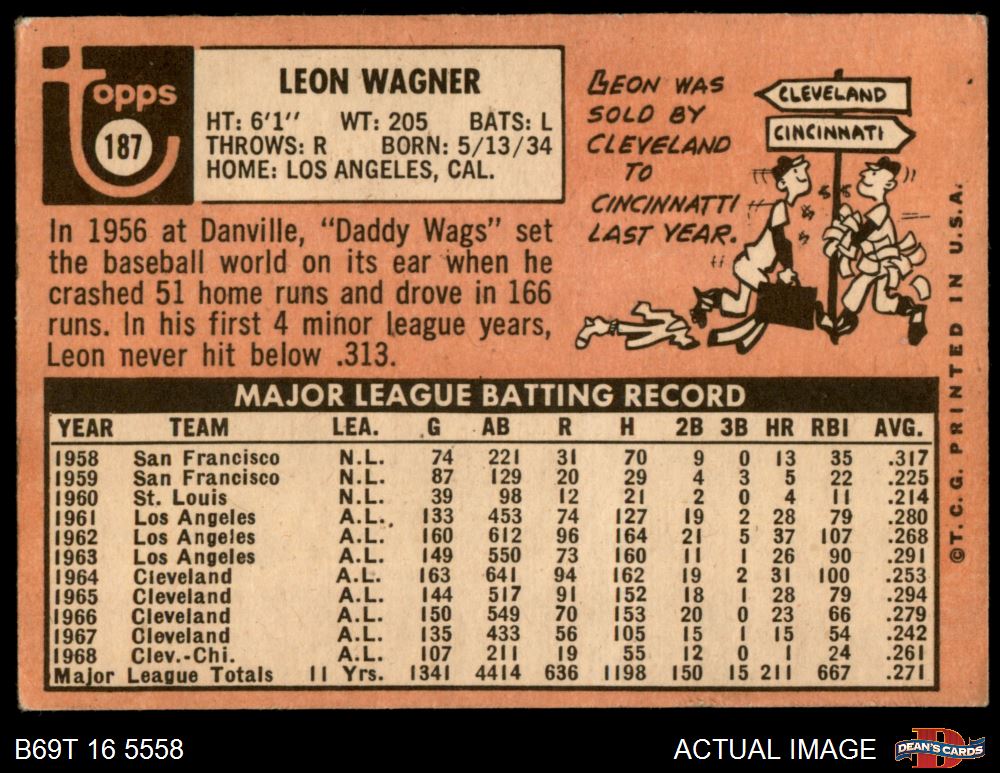 Topps
187
LEON WAGNER
HT: 6'1" WT: 205 BATS: L
THROWS: R BORN: 5/13/34
HOME: LOS ANGELES, CAL.
In 1956 at Danville, "Daddy Wags" set
the baseball world on its ear when he
crashed 51 home runs and drove in 166
runs. In his first 4 minor league years,
Leon never hit below .313.
LEON WAS
SOLD BY
CLEVELAND
TO
CINCINNATTI
LAST YEAR.
CLEVELAND
CINCINNATI
MAJOR LEAGUE BATTING RECORD
YEAR TEAM LEA. G AB R H 2B 3B HR RBI AVG.
1958 San Francisco N.L. 74 221 31 70 9 0 13 35 .317
1959 San Francisco N.L. 87 129 20 29 4 3 5 22 .225
1960 St. Louis N.L. 39 98 12 21 2 0 4 11 .214
1961 Los Angeles A.L. 133 453 74 127 19 2 28 79 .280
1962 Los Angeles A.L. 160 612 96 164 21 5 37 107 .268
1963 Los Angeles A.L. 149 550 73 160 11 1 26 90 .291
1964 Cleveland A.L. 163 641 94 162 19 2 31 100 .253
1965 Cleveland A.L. 144 517 91 152 18 1 28 79 .294
1966 Cleveland A.L. 150 549 70 153 20 0 23 66 .279
1967 Cleveland A.L. 135 433 56 105 15 1 15 54 .242
1968 Clev.-Chi. A.L. 107 211 19 55 12 0 1 24 .261
Major League Totals 11 Yrs. 1341 4414 636 1198 150 15 211 667 .271
©T.C.G. PRINTED IN U.S.A.
B69T 16 5558
ACTUAL IMAGE
DEAN'S CARDS